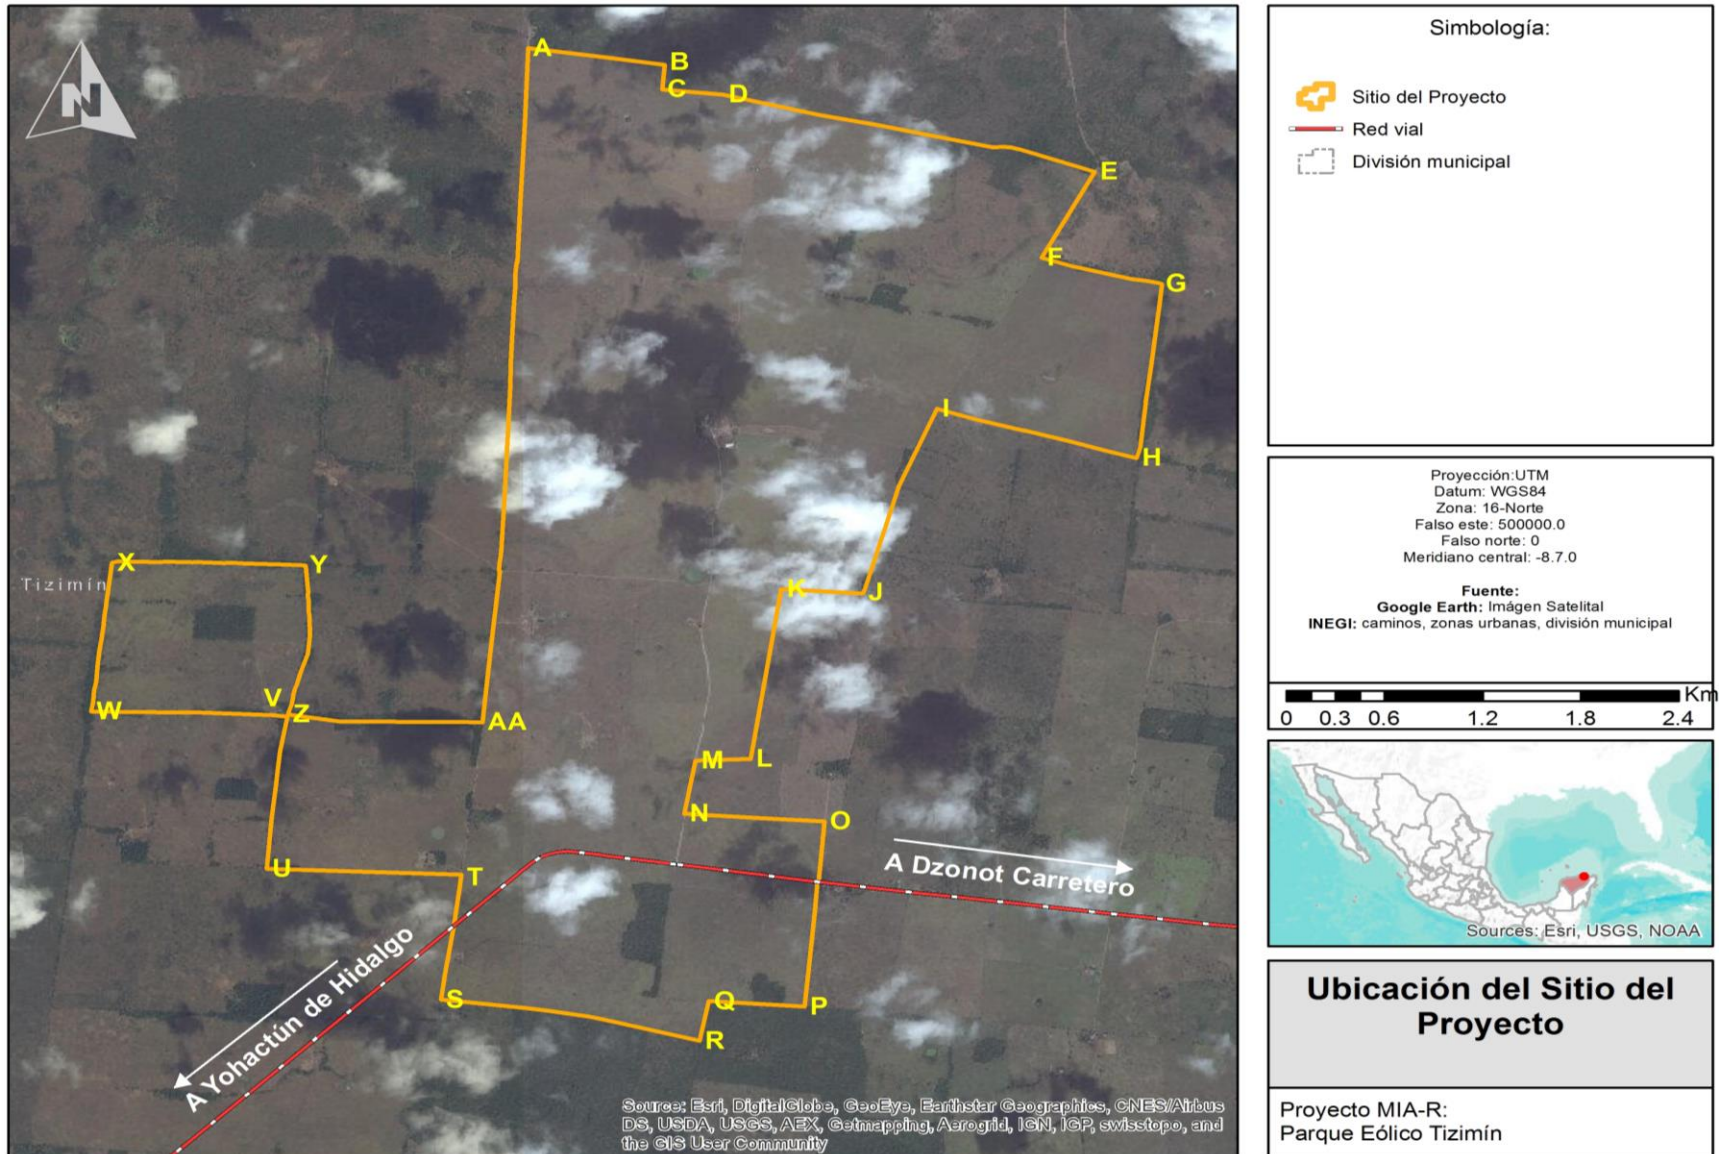 N
A
B
C
D
E
F
G
I
H
X
Y
Tizimín
K
J
W
V
Z
AA
M
L
N
O
U
T
A Dzonot Carretero
A Yohactún de Hidalgo
S
Q
P
R
Source: Esri, DigitalGlobe, GeoEye, Earthstar Geographics, CNES/Airbus
DS, USDA, USGS, AEX, Getmapping, Aerogrid, IGN, IGP, swisstopo, and
the GIS User Community
Simbología:
Sitio del Proyecto
Red vial
División municipal
Proyección:UTM
Datum: WGS84
Zona: 16-Norte
Falso este: 500000.0
Falso norte: 0
Meridiano central: -8.7.0
Fuente:
Google Earth: Imágen Satelital
INEGI: caminos, zonas urbanas, división municipal
Km
0 0.3 0.6 1.2 1.8 2.4
Sources: Esri, USGS, NOAA
Ubicación del Sitio del
Proyecto
Proyecto MIA-R:
Parque Eólico Tizimín